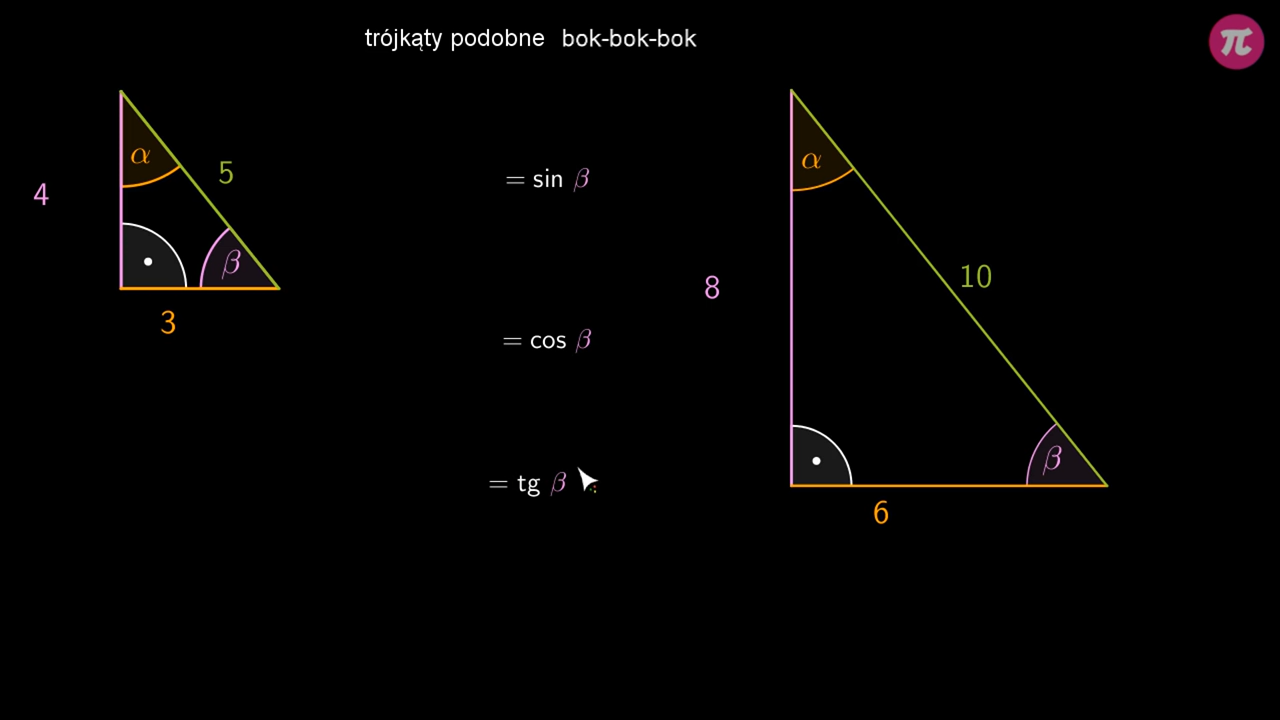 trójkąty podobne bok-bok-bok
π
α
5
4
β
3
= sin β
= cos β
= tg β
α
10
8
β
6